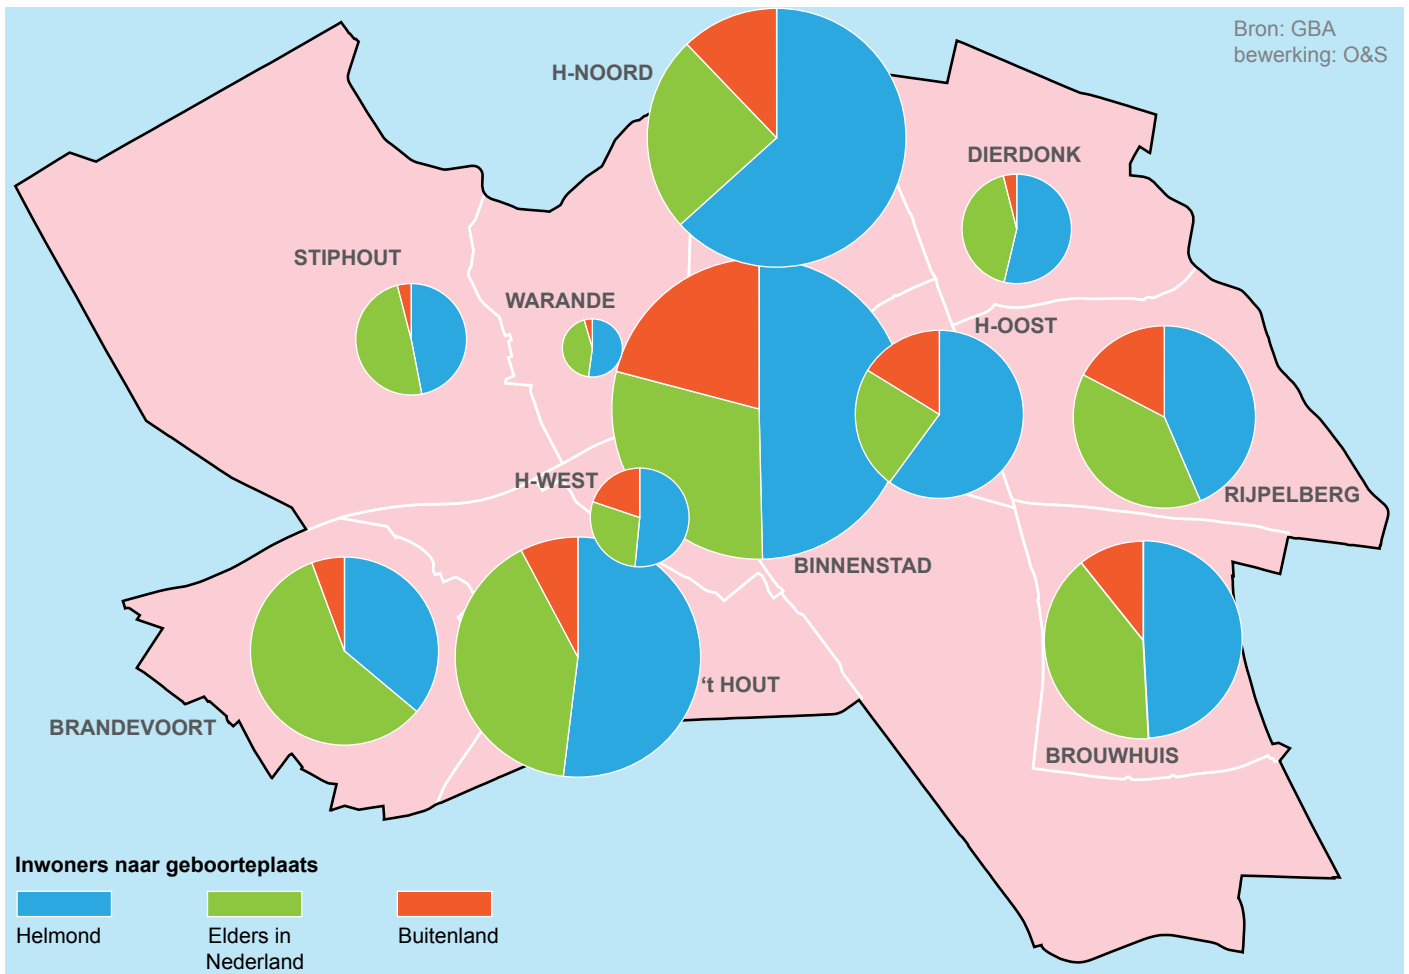 Bron: GBA
bewerking: O&S
H-NOORD
DIERDONK
STIPHOUT
WARANDE
H-OOST
H-WEST
RIJPELBERG
BINNENSTAD
‘t HOUT
BRANDEVOORT
BROUWHUIS
Inwoners naar geboorteplaats
Helmond
Elders in
Nederland
Buitenland